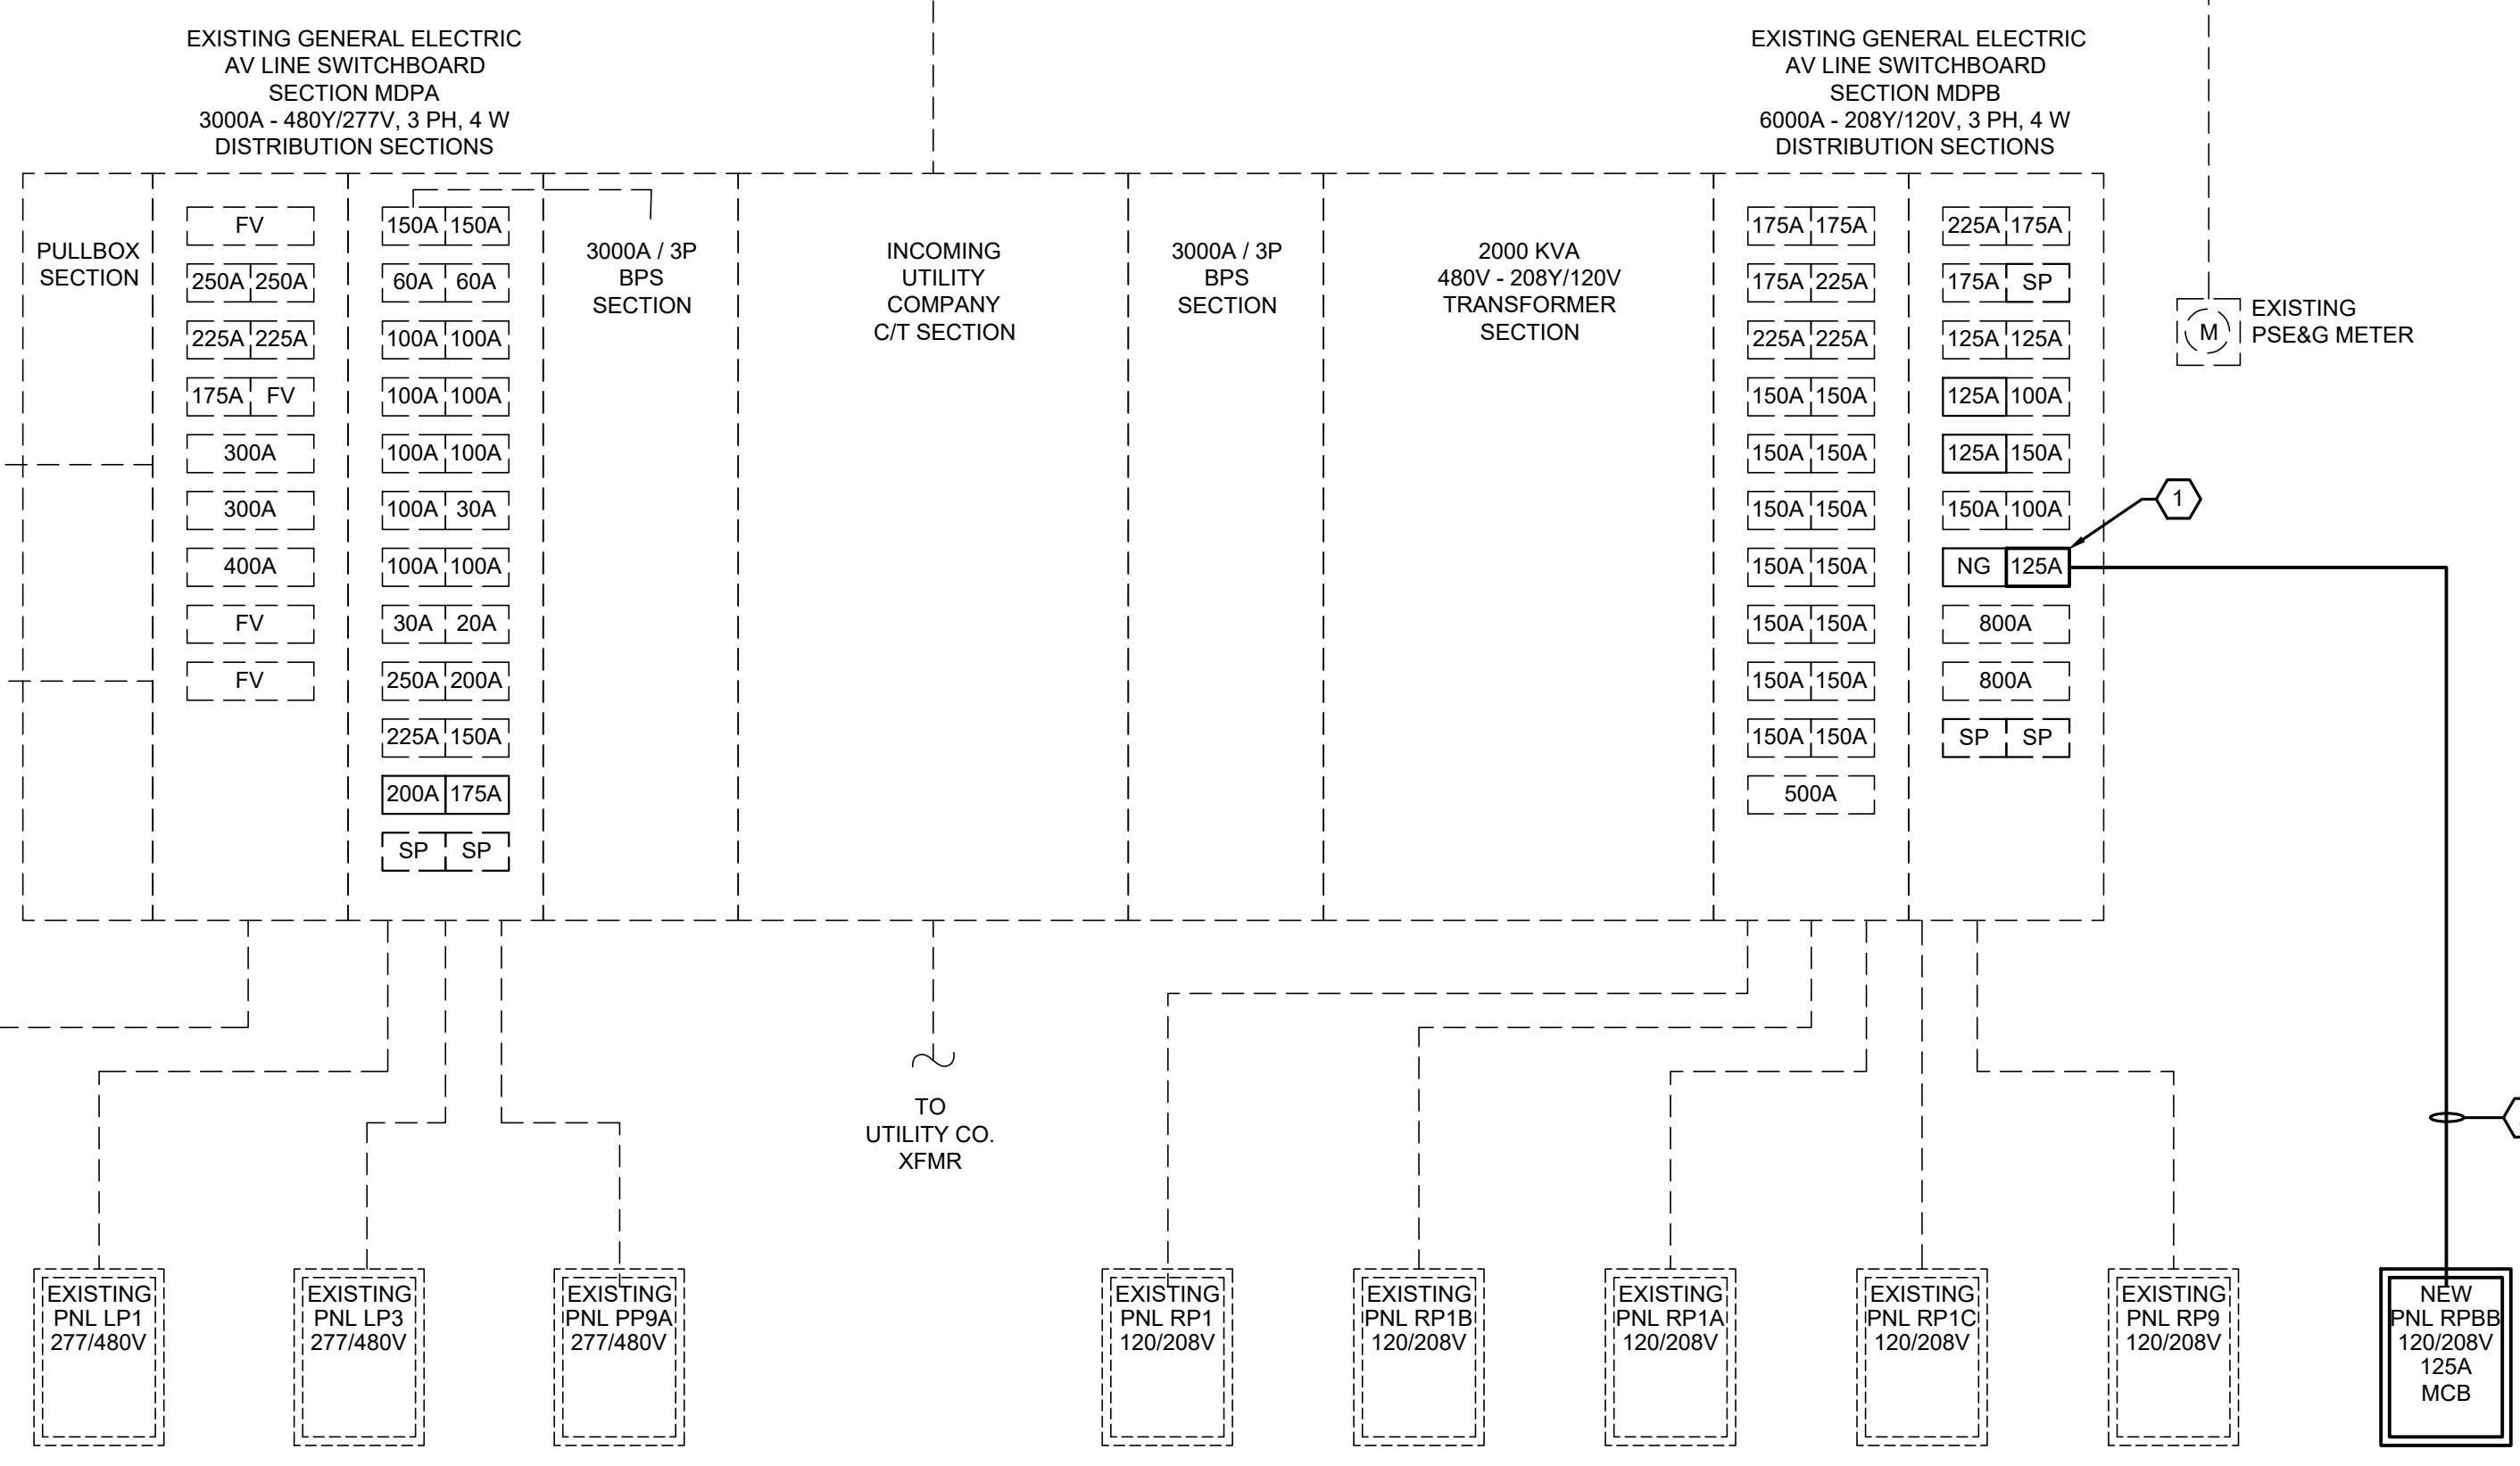 EXISTING GENERAL ELECTRIC
AV LINE SWITCHBOARD
SECTION MDPA
3000A - 480Y/277V, 3 PH, 4 W
DISTRIBUTION SECTIONS
EXISTING GENERAL ELECTRIC
AV LINE SWITCHBOARD
SECTION MDPB
6000A - 208Y/120V, 3 PH, 4 W
DISTRIBUTION SECTIONS
PULLBOX
SECTION
FV
250A 250A
225A 225A
175A FV
300A
300A
400A
FV
FV
150A 150A
60A 60A
100A 100A
100A 100A
100A 100A
100A 30A
100A 100A
30A 20A
250A 200A
225A 150A
200A 175A
SP SP
3000A / 3P
BPS
SECTION
INCOMING
UTILITY
COMPANY
C/T SECTION
3000A / 3P
BPS
SECTION
2000 KVA
480V - 208Y/120V
TRANSFORMER
SECTION
175A 175A
175A 225A
225A 225A
150A 150A
150A 150A
150A 150A
150A 150A
150A 150A
150A 150A
150A 150A
500A
225A 175A
175A SP
125A 125A
125A 100A
125A 150A
150A 100A
NG 125A
800A
800A
SP SP
M
EXISTING
PSE&G METER
1
TO
UTILITY CO.
XFMR
EXISTING
PNL LP1
277/480V
EXISTING
PNL LP3
277/480V
EXISTING
PNL PP9A
277/480V
EXISTING
PNL RP1
120/208V
EXISTING
PNL RP1B
120/208V
EXISTING
PNL RP1A
120/208V
EXISTING
PNL RP1C
120/208V
EXISTING
PNL RP9
120/208V
NEW
PNL RPBB
120/208V
125A
MCB